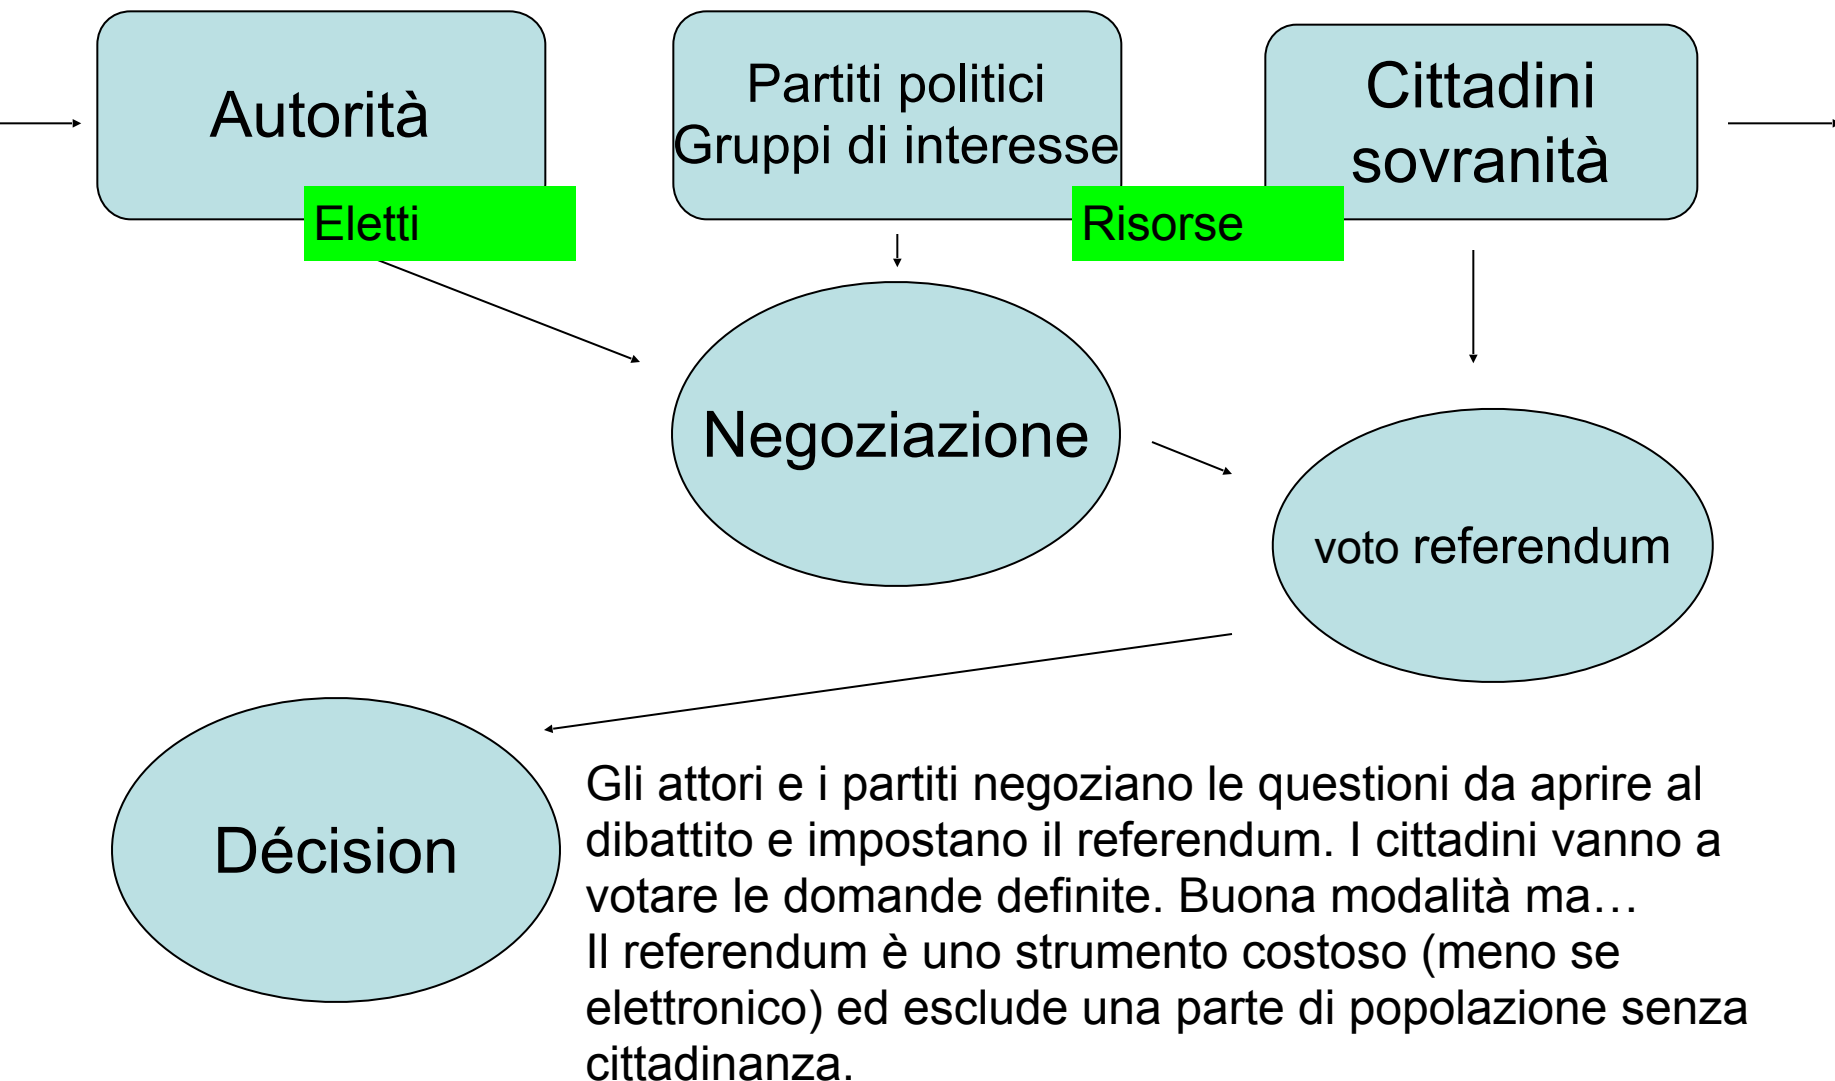 Autorità
Eletti
Partiti politici
Gruppi di interesse
Risorse
Cittadini
sovranità
Negoziazione
voto referendum
Décision
Gli attori e i partiti negoziano le questioni da aprire al
dibattito e impostano il referendum. I cittadini vanno a
votare le domande definite. Buona modalità ma…
Il referendum è uno strumento costoso (meno se
elettronico) ed esclude una parte di popolazione senza
cittadinanza.